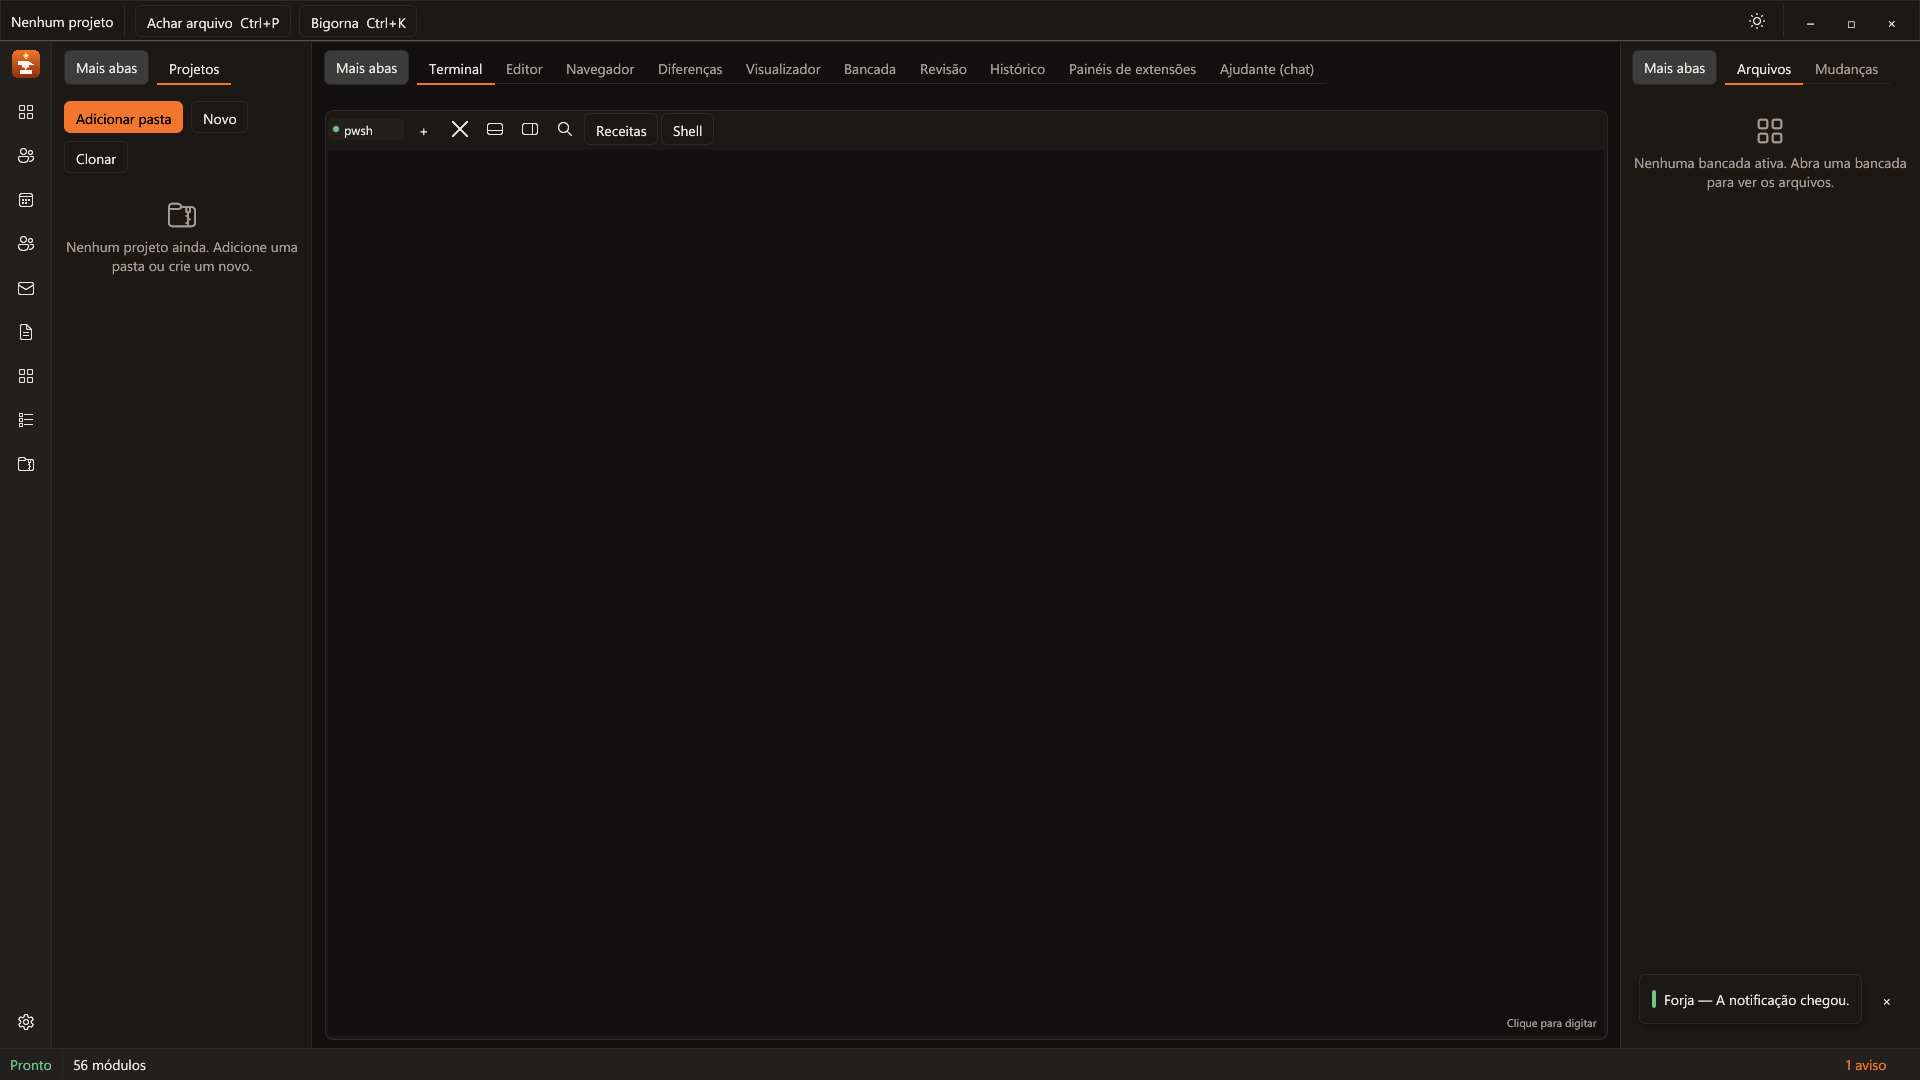 Nenhum projeto
Achar arquivo Ctrl+P
Bigorna Ctrl+K
Mais abas
Projetos
Adicionar pasta
Novo
Clonar
Nenhum projeto ainda. Adicione uma
pasta ou crie um novo.
Mais abas
Terminal
Editor
Navegador
Diferenças
Visualizador
Bancada
Revisão
Histórico
Painéis de extensões
Ajudante (chat)
pwsh
+
Receitas
Shell
Clique para digitar
Mais abas
Arquivos
Mudanças
Nenhuma bancada ativa. Abra uma bancada
para ver os arquivos.
Forja — A notificação chegou.
Pronto
56 módulos
1 aviso